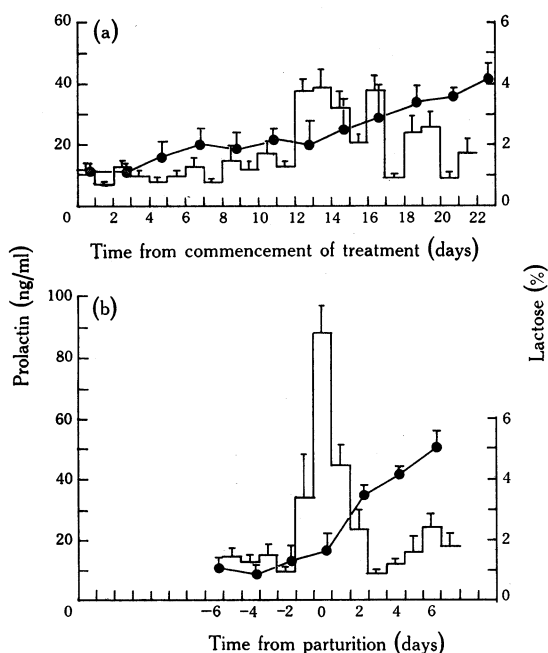 60
40
20
0
(a)
6
4
2
0
0 2 4 6 8 10 12 14 16 18 20 22
Time from commencement of treatment (days)
Prolactin (ng/ml)
Lactose (%)
100
80
60
40
20
0
(b)
6
4
2
0
-6 -4 -2 0 2 4 6
Time from parturition (days)